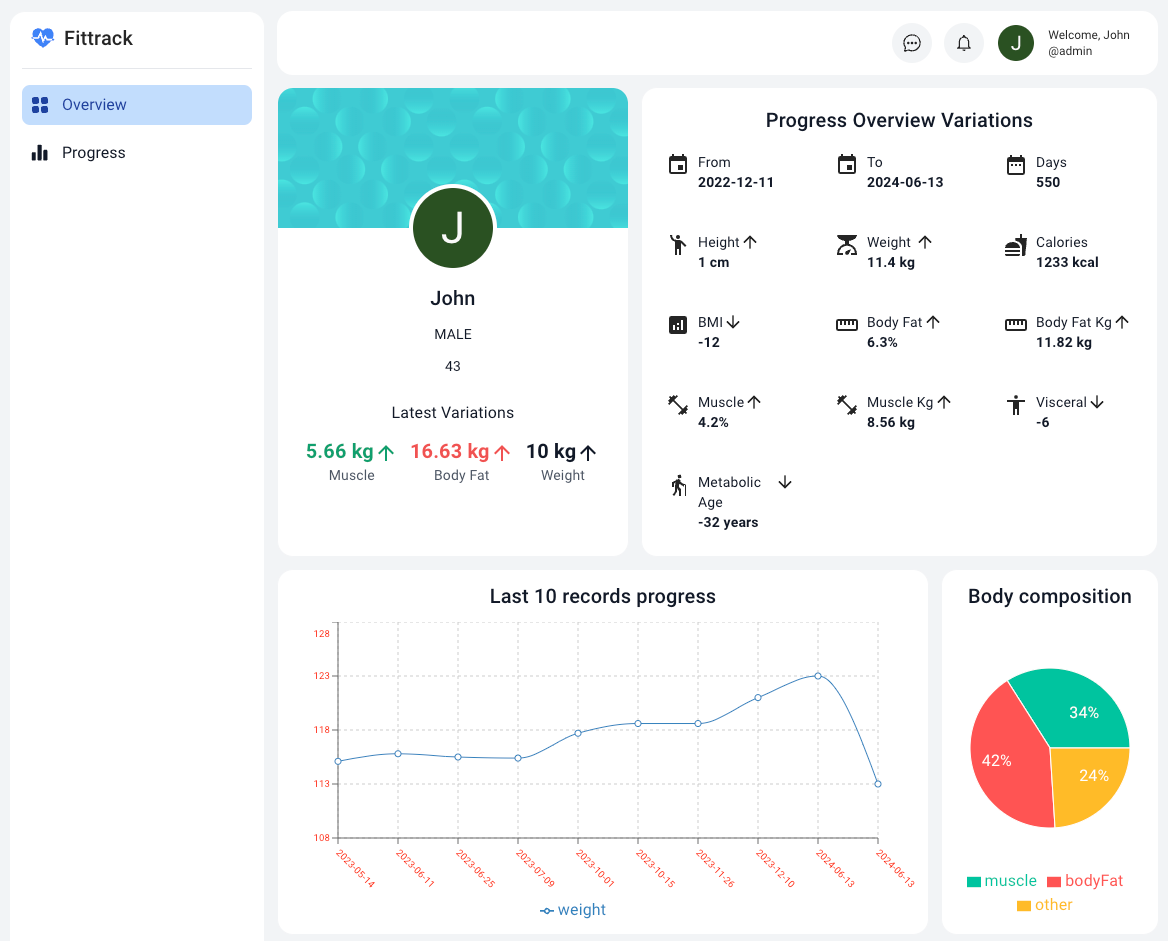 Fittrack
Overview
Progress
J
Welcome, John
@admin
J
John
MALE
43
Latest Variations
5.66 kg 16.63 kg 10 kg
Muscle Body Fat Weight
Progress Overview Variations
From To Days
2022-12-11 2024-06-13 550
Height Weight Calories
1 cm 11.4 kg 1233 kcal
BMI Body Fat Body Fat Kg
-12 6.3% 11.82 kg
Muscle Muscle Kg Visceral
4.2% 8.56 kg -6
Metabolic
Age
-32 years
Last 10 records progress
128
123
118
113
108
2023-05-14 2023-06-11 2023-06-25 2023-07-09 2023-10-01 2023-10-15 2023-11-26 2023-12-10 2024-06-13 2024-06-13
weight
Body composition
34%
42%
24%
muscle bodyFat
other